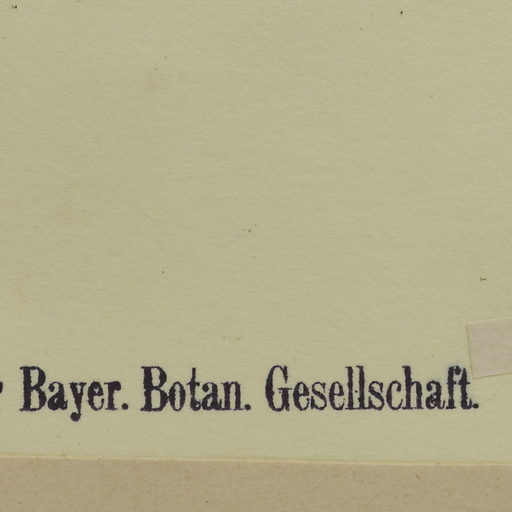 Bayer. Botan. Gesellschaft.